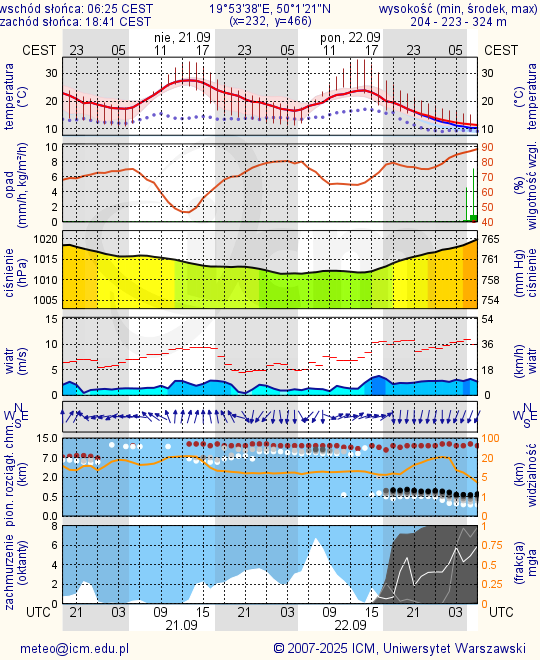 wschód słońca: 06:25 CEST 19°53'38"E, 50°1'21"N wysokość (min, środek, max)
zachód słońca: 18:41 CEST (x=232, y=466) 204 - 223 - 324 m
nie, 21.09 pon, 22.09
CEST 23 05 11 17 23 05 11 17 23 05 CEST
temperatura
(°C)
30
20
10
30
20
10
temperatura
(°C)
opad
(mm/h, kg/m²/h)
10
8
6
4
2
0
90
80
70
60
50
40
(%)
wilgotność wzgl.
ciśnienie
(hPa)
1020
1015
1010
1005
765
761
758
754
(mm Hg)
ciśnienie
wiatr
(m/s)
15
10
5
0
54
36
18
0
(km/h)
wiatr
N
W E
S
N
W E
S
pion. rozciągł. chm.
(km)
15.0
7.0
2.0
0.5
0.0
100
20
5
1
0
(km)
widzialność
zachmurzenie
(oktanty)
8
6
4
2
0
1
0.75
0.5
0.25
0
(frakcja)
mgła
UTC 21 03 09 15 21 03 09 15 21 03 UTC
21.09 22.09
meteo@icm.edu.pl © 2007-2025 ICM, Uniwersytet Warszawski